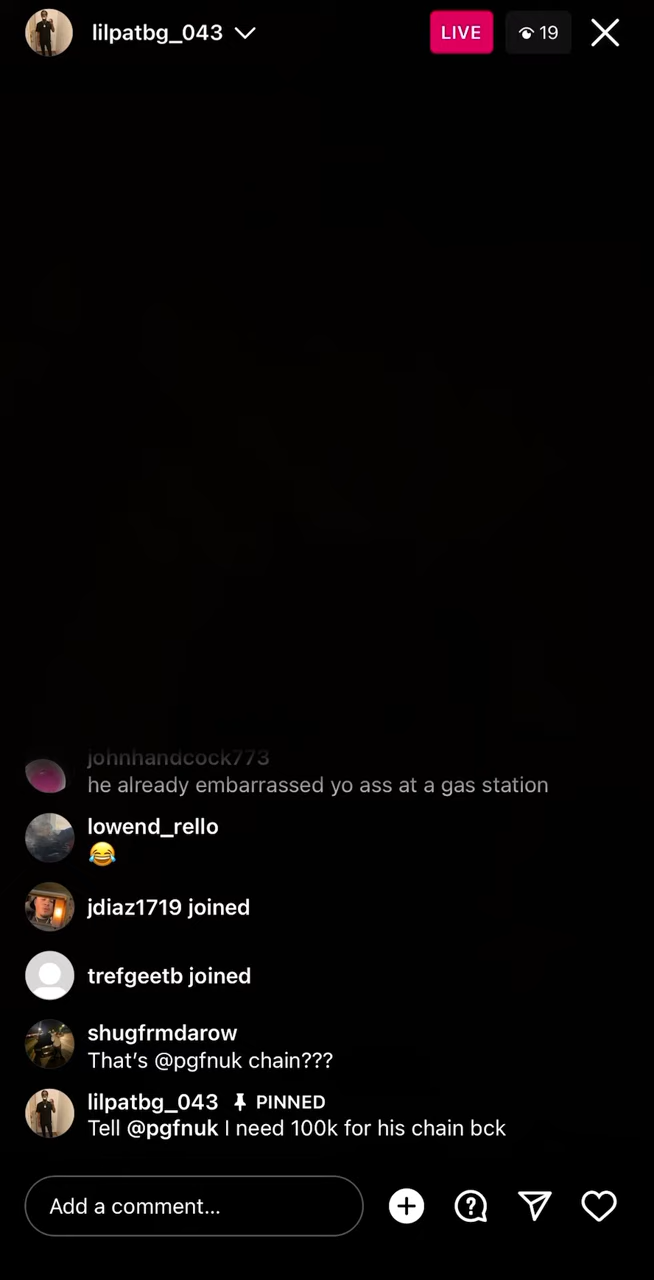 lilpatbg_043
LIVE
19
johnhandcock773
he already embarrassed yo ass at a gas station
lowend_rello
😂
jdiaz1719 joined
trefgeetb joined
shugfrmdarow
That's @pgfnuk chain???
lilpatbg_043 PINNED
Tell @pgfnuk I need 100k for his chain bck
Add a comment...